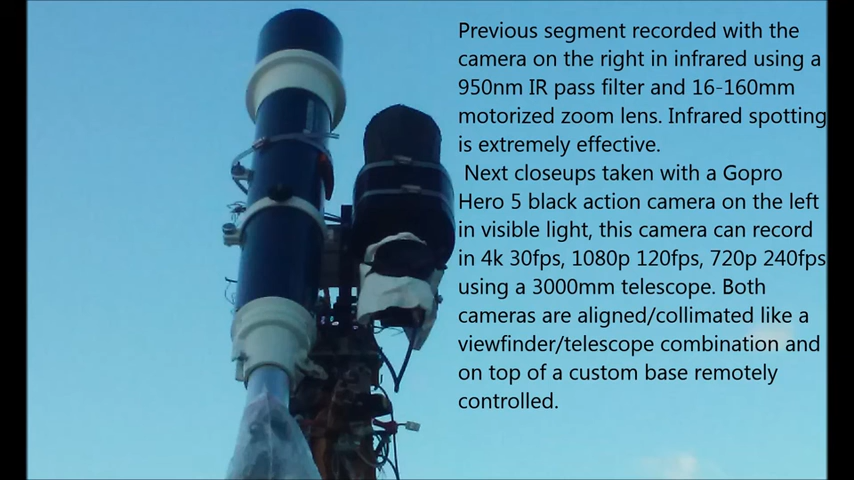 Previous segment recorded with the
camera on the right in infrared using a
950nm IR pass filter and 16-160mm
motorized zoom lens. Infrared spotting
is extremely effective.
Next closeups taken with a Gopro
Hero 5 black action camera on the left
in visible light, this camera can record
in 4k 30fps, 1080p 120fps, 720p 240fps
using a 3000mm telescope. Both
cameras are aligned/collimated like a
viewfinder/telescope combination and
on top of a custom base remotely
controlled.